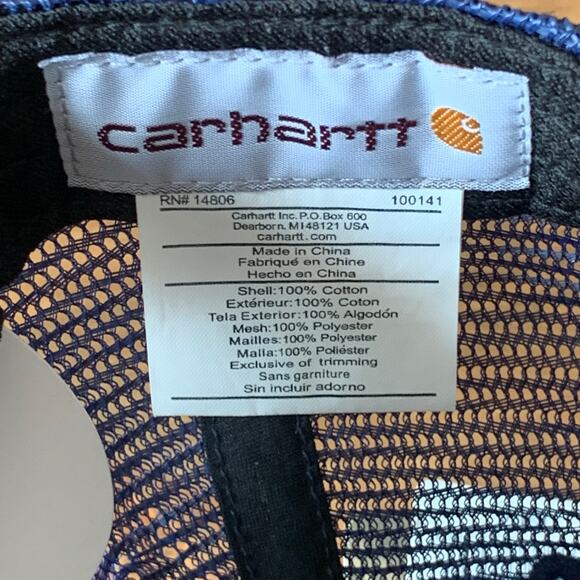 carhartt
RN# 14806 100141
Carhartt Inc. P.O. Box 600
Dearborn, MI 48121 USA
carhartt.com
Made in China
Fabriqué en Chine
Hecho en China
Shell:100% Cotton
Extérieur:100% Coton
Tela Exterior:100% Algodón
Mesh:100% Polyester
Mailles:100% Polyester
Malla:100% Poliéster
Exclusive of trimming
Sans garniture
Sin incluir adorno